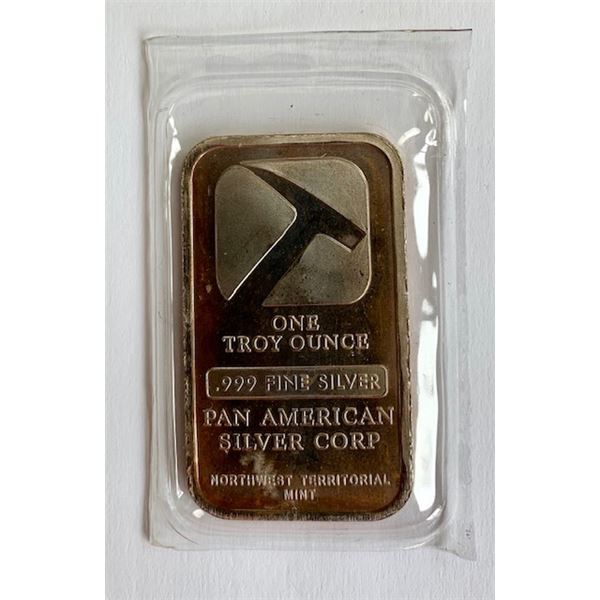 ONE
TROY OUNCE
.999 FINE SILVER
PAN AMERICAN
SILVER CORP
NORTHWEST TERRITORIAL
MINT